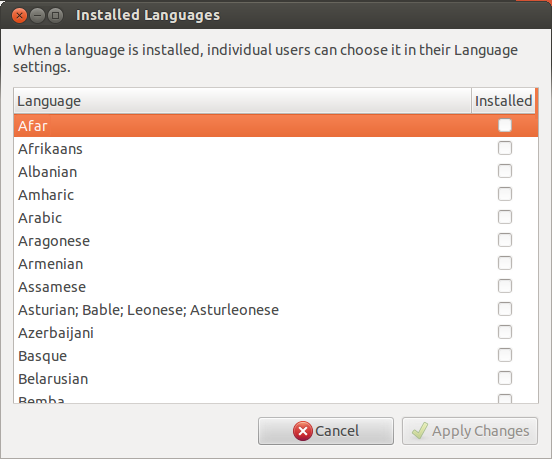 Installed Languages
When a language is installed, individual users can choose it in their Language
settings.
Language Installed
Afar
Afrikaans
Albanian
Amharic
Arabic
Aragonese
Armenian
Assamese
Asturian; Bable; Leonese; Asturleonese
Azerbaijani
Basque
Belarusian
Bemba
Cancel Apply Changes